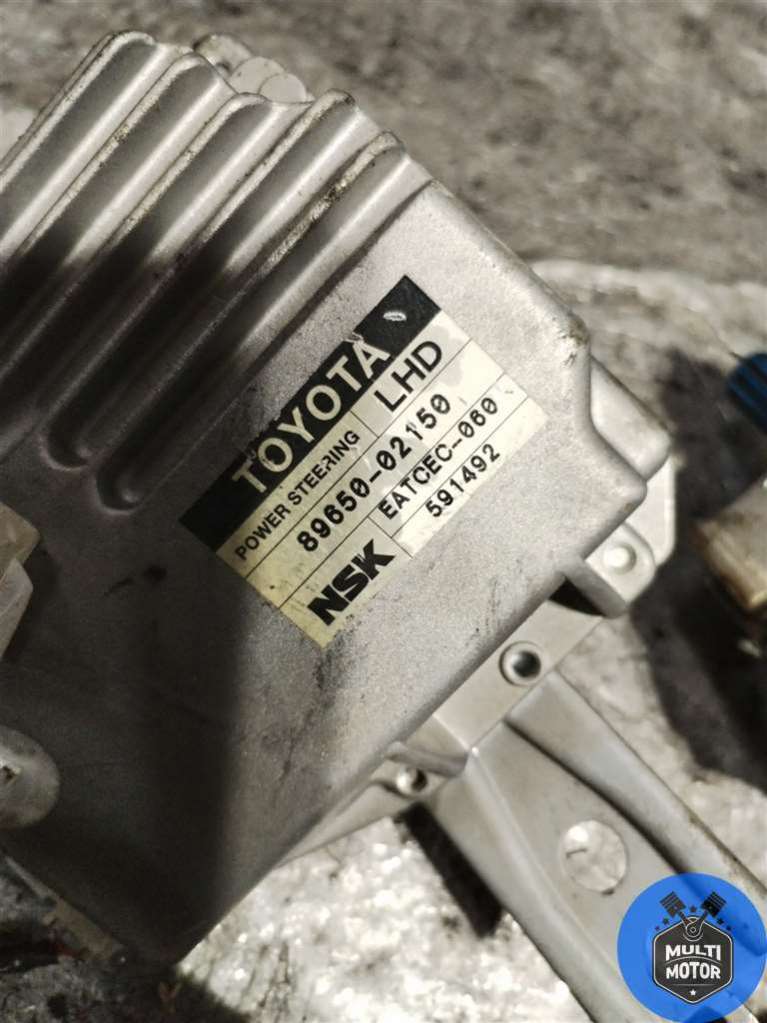 TOYOTA
POWER STEERING LHD
89650-02150
NSK EATCEC-060
591492
MULTI
MOTOR